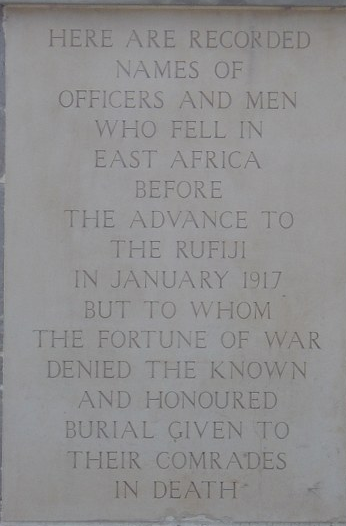 HERE ARE RECORDED
NAMES OF
OFFICERS AND MEN
WHO FELL IN
EAST AFRICA
BEFORE
THE ADVANCE TO
THE RUFIJI
IN JANUARY 1917
BUT TO WHOM
THE FORTUNE OF WAR
DENIED THE KNOWN
AND HONOURED
BURIAL GIVEN TO
THEIR COMRADES
IN DEATH